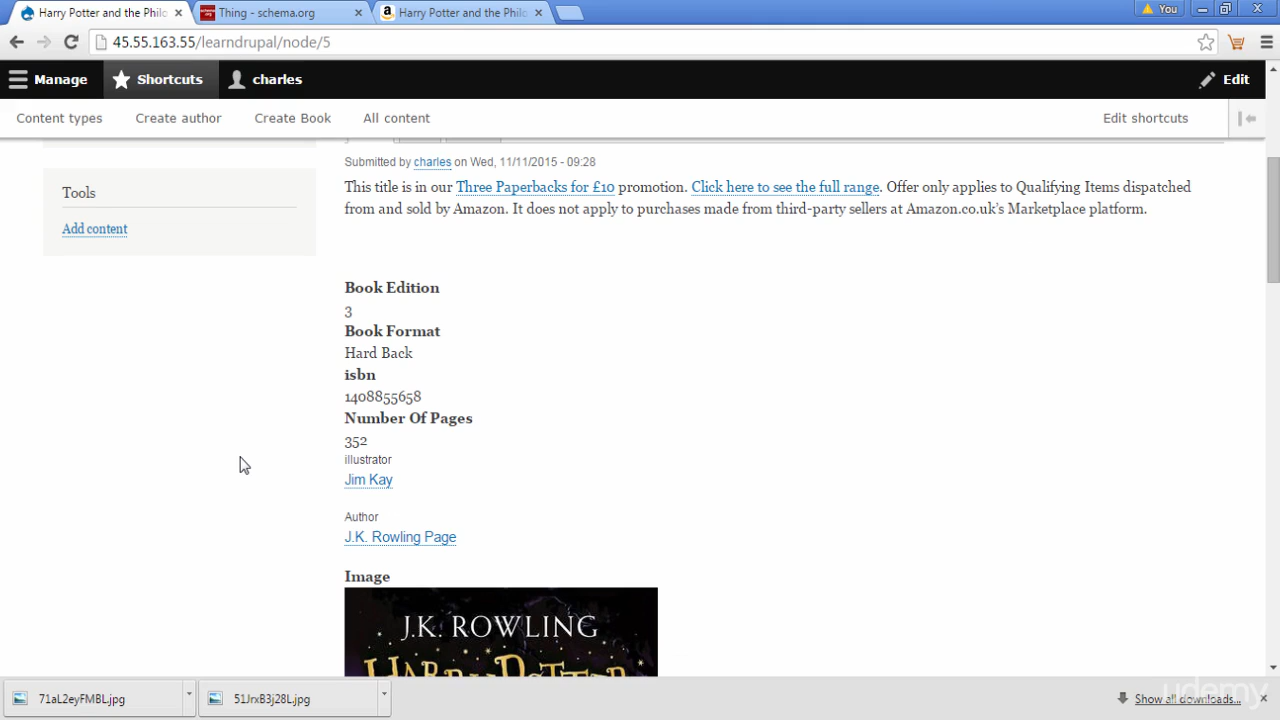 Harry Potter and the Philo
Thing - schema.org
Harry Potter and the Philo
You
45.55.163.55/learndrupal/node/5
Manage
Shortcuts
charles
Edit
Content types
Create author
Create Book
All content
Edit shortcuts
Submitted by charles on Wed, 11/11/2015 - 09:28
Tools
Add content
This title is in our Three Paperbacks for £10 promotion. Click here to see the full range. Offer only applies to Qualifying Items dispatched
from and sold by Amazon. It does not apply to purchases made from third-party sellers at Amazon.co.uk's Marketplace platform.
Book Edition
3
Book Format
Hard Back
isbn
1408855658
Number Of Pages
352
illustrator
Jim Kay
Author
J.K. Rowling Page
Image
J.K. ROWLING
HARRY POTTER
71aL2eyFMBL.jpg
51JrxB3j28L.jpg
Show all downloads...
udemy